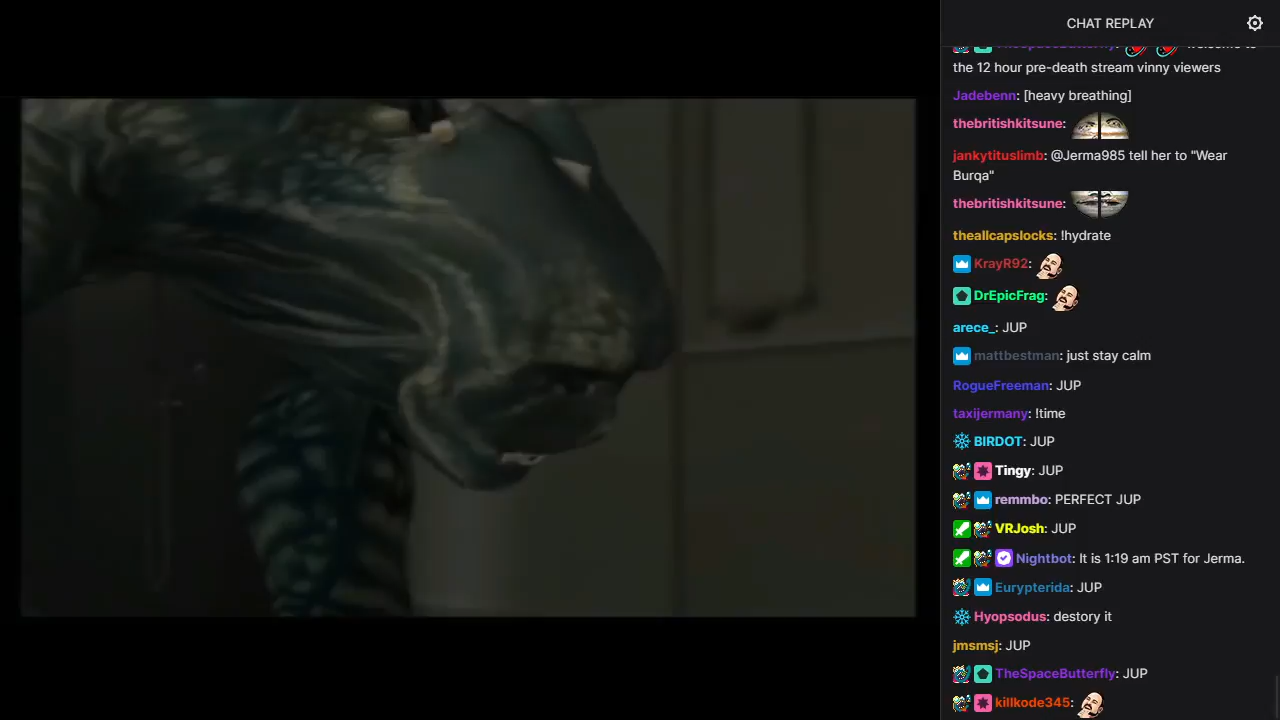 CHAT REPLAY
the 12 hour pre-death stream vinny viewers
Jadebenn: [heavy breathing]
thebritishkitsune:
jankytituslimb: @Jerma985 tell her to "Wear
Burqa"
thebritishkitsune:
theallcapslocks: !hydrate
KrayR92:
DrEpicFrag:
arece_: JUP
mattbestman: just stay calm
RogueFreeman: JUP
taxijermany: !time
BIRDOT: JUP
Tingy: JUP
remmbo: PERFECT JUP
VRJosh: JUP
Nightbot: It is 1:19 am PST for Jerma.
Eurypterida: JUP
Hyopsodus: destory it
jmsmsj: JUP
TheSpaceButterfly: JUP
killkode345: